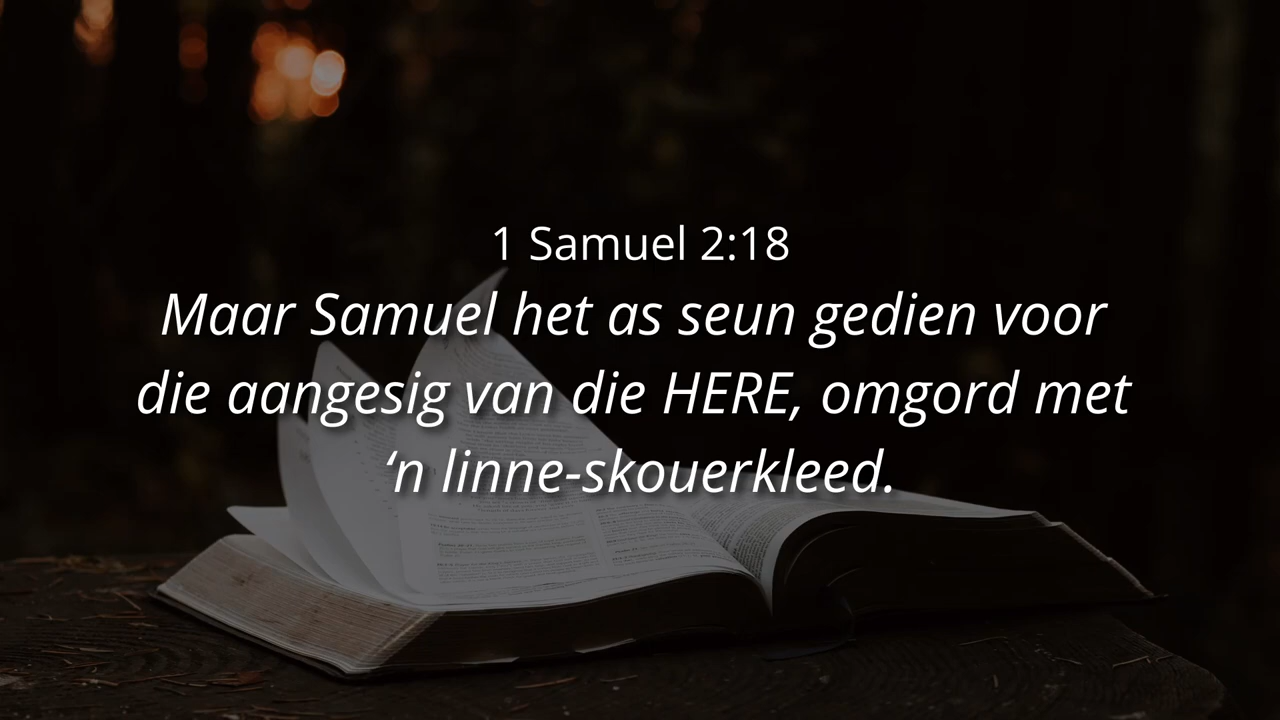 1 Samuel 2:18
Maar Samuel het as seun gedien voor
die aangesig van die HERE, omgord met
‘n linne-skouerkleed.